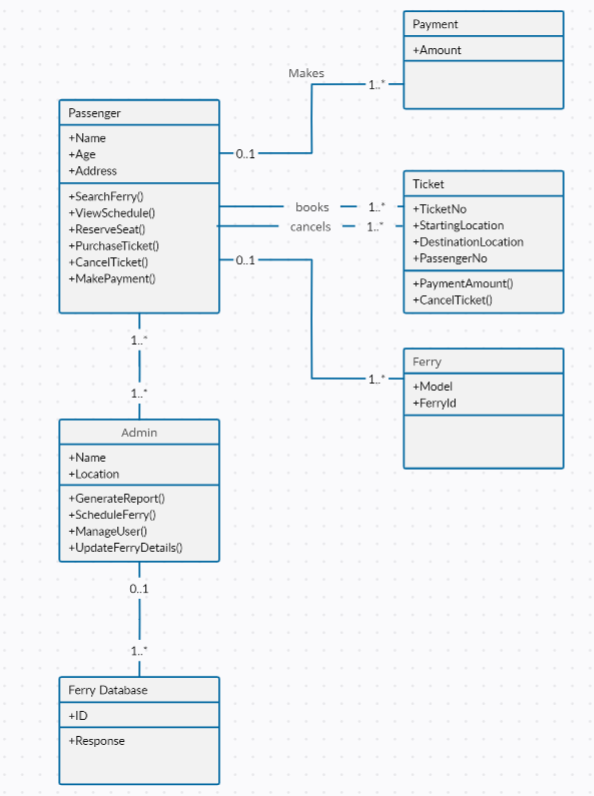 Payment
+Amount
Makes
1..*
Passenger
+Name
+Age
+Address
0..1
+SearchFerry()
+ViewSchedule()
+ReserveSeat()
+PurchaseTicket()
+CancelTicket()
+MakePayment()
books
1..*
cancels
1..*
0..1
Ticket
+TicketNo
+StartingLocation
+DestinationLocation
+PassengerNo
+PaymentAmount()
+CancelTicket()
1..*
1..*
1..*
Ferry
+Model
+FerryId
Admin
+Name
+Location
+GenerateReport()
+ScheduleFerry()
+ManageUser()
+UpdateFerryDetails()
0..1
1..*
Ferry Database
+ID
+Response